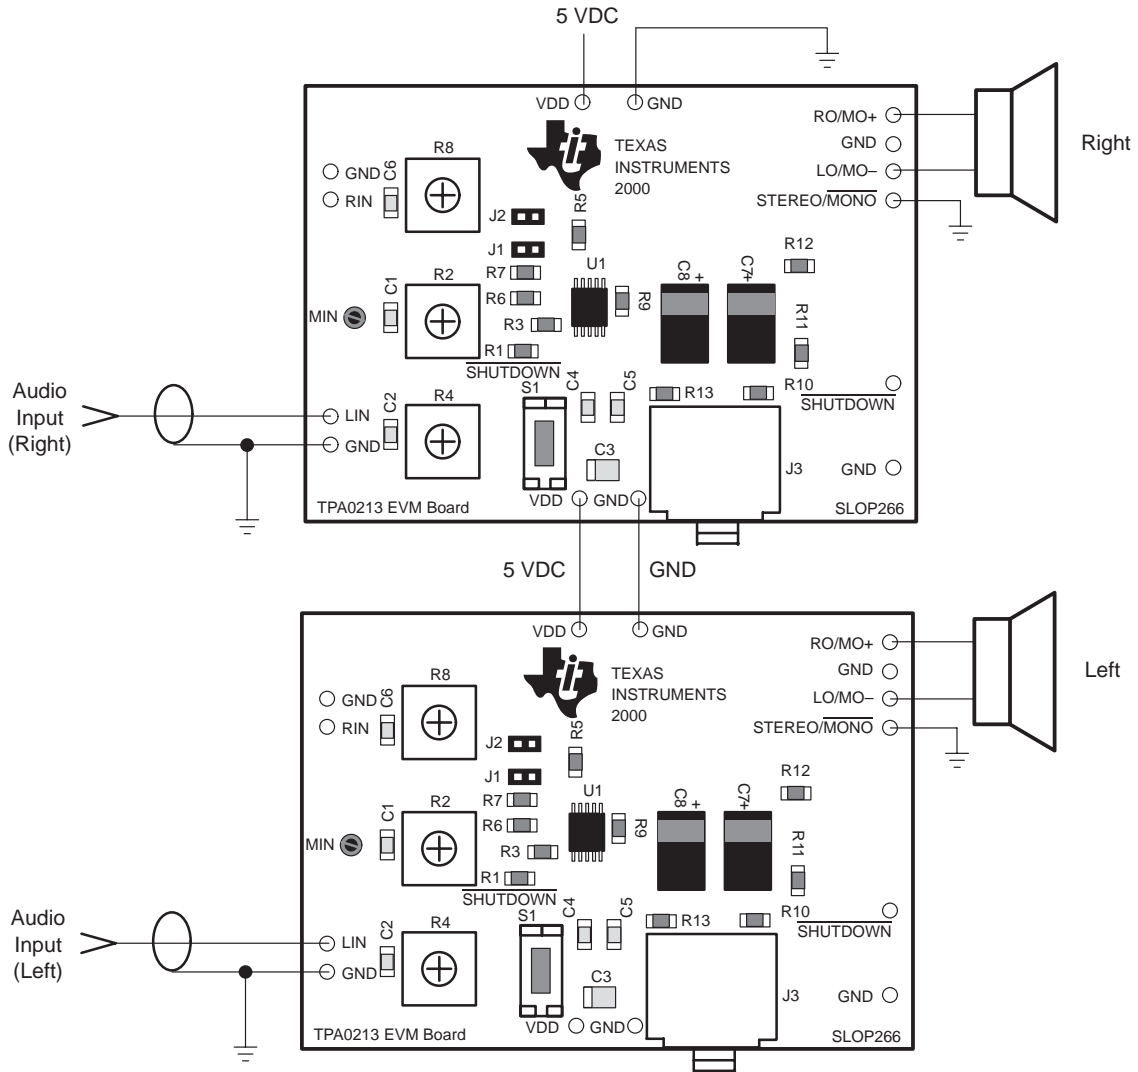 5 VDC
VDD
GND
RO/MO+
GND
LO/MO–
STEREO/MONO
Right
TEXAS
INSTRUMENTS
2000
GND
RIN
C6
R8
J2
J1
R5
R7
R6
R3
R1
SHUTDOWN
U1
R9
C8
+
C7+
R12
R11
R10
SHUTDOWN
MIN
C1
R2
Audio
Input
(Right)
LIN
GND
C2
R4
S1
C4
C5
R13
C3
J3
GND
VDD
GND
TPA0213 EVM Board
SLOP266
5 VDC
GND
VDD
GND
RO/MO+
GND
LO/MO–
STEREO/MONO
Left
TEXAS
INSTRUMENTS
2000
GND
RIN
C6
R8
J2
J1
R5
R7
R6
R3
R1
SHUTDOWN
U1
R9
C8
+
C7+
R12
R11
R10
SHUTDOWN
MIN
C1
R2
Audio
Input
(Left)
LIN
GND
C2
R4
S1
C4
C5
R13
C3
J3
GND
VDD
GND
TPA0213 EVM Board
SLOP266